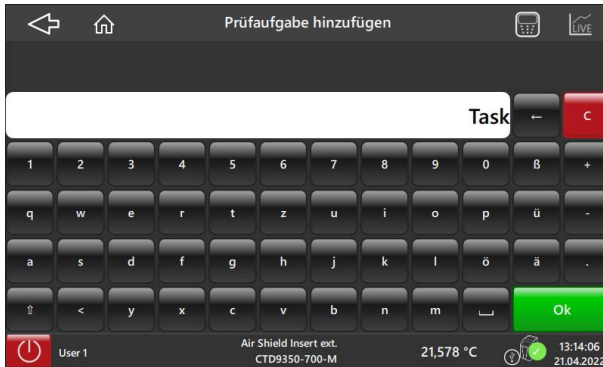 Prüfaufgabe hinzufügen
LIVE
Task
← C
1 2 3 4 5 6 7 8 9 0 ß +
q w e r t z u i o p ü -
a s d f g h j k l ö ä .
⇧ < y x c v b n m ⎵ Ok
User 1
Air Shield Insert ext.
CTD9350-700-M
21,578 °C
?
13:14:06
21.04.2022